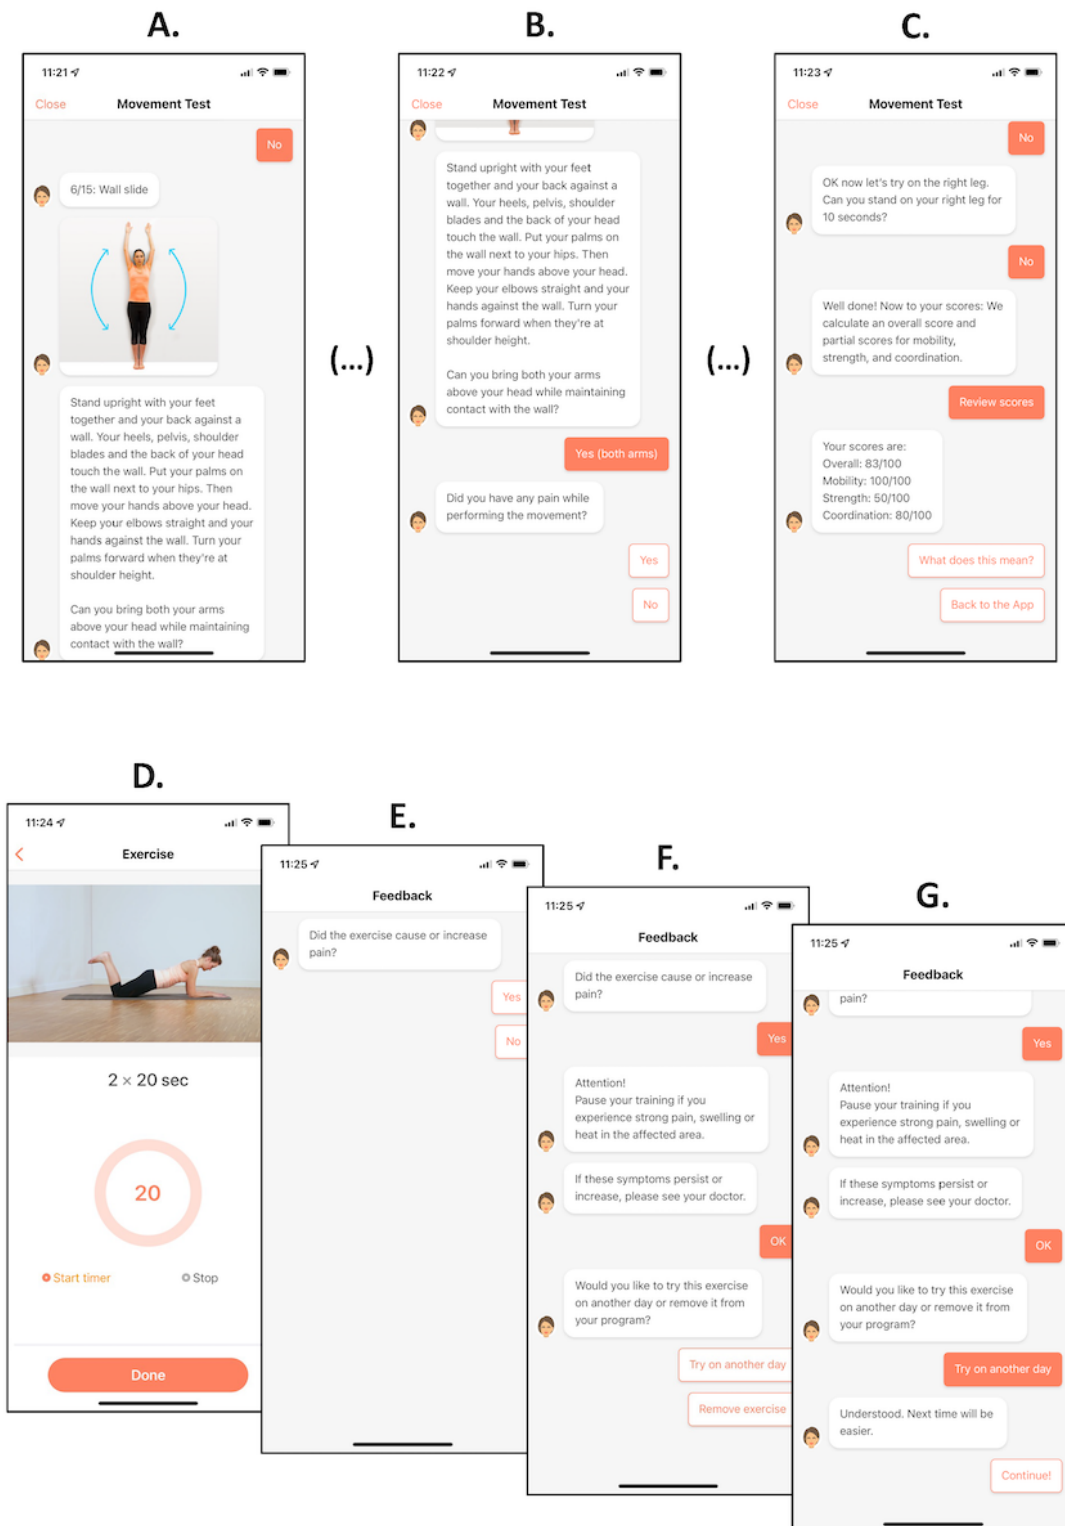 A.
11:21
Close
Movement Test
No
6/15: Wall slide
Stand upright with your feet
together and your back against a
wall. Your heels, pelvis, shoulder
blades and the back of your head
touch the wall. Put your palms on
the wall next to your hips. Then
move your hands above your head.
Keep your elbows straight and your
hands against the wall. Turn your
palms forward when they're at
shoulder height.
Can you bring both your arms
above your head while maintaining
contact with the wall?
(...)
B.
11:22
Close
Movement Test
Stand upright with your feet
together and your back against a
wall. Your heels, pelvis, shoulder
blades and the back of your head
touch the wall. Put your palms on
the wall next to your hips. Then
move your hands above your head.
Keep your elbows straight and your
hands against the wall. Turn your
palms forward when they're at
shoulder height.
Can you bring both your arms
above your head while maintaining
contact with the wall?
Yes (both arms)
Did you have any pain while
performing the movement?
Yes
No
(...)
C.
11:23
Close
Movement Test
No
OK now let's try on the right leg.
Can you stand on your right leg for
10 seconds?
No
Well done! Now to your scores: We
calculate an overall score and
partial scores for mobility,
strength, and coordination.
Review scores
Your scores are:
Overall: 83/100
Mobility: 100/100
Strength: 50/100
Coordination: 80/100
What does this mean?
Back to the App
D.
11:24
Exercise
2 × 20 sec
20
Start timer
Stop
Done
E.
11:25
Feedback
Did the exercise cause or increase
pain?
Yes
No
F.
11:25
Feedback
Did the exercise cause or increase
pain?
Yes
Attention!
Pause your training if you
experience strong pain, swelling or
heat in the affected area.
If these symptoms persist or
increase, please see your doctor.
OK
Would you like to try this exercise
on another day or remove it from
your program?
Try on another day
Remove exercise
G.
11:25
Feedback
pain?
Yes
Attention!
Pause your training if you
experience strong pain, swelling or
heat in the affected area.
If these symptoms persist or
increase, please see your doctor.
OK
Would you like to try this exercise
on another day or remove it from
your program?
Try on another day
Understood. Next time will be
easier.
Continue!